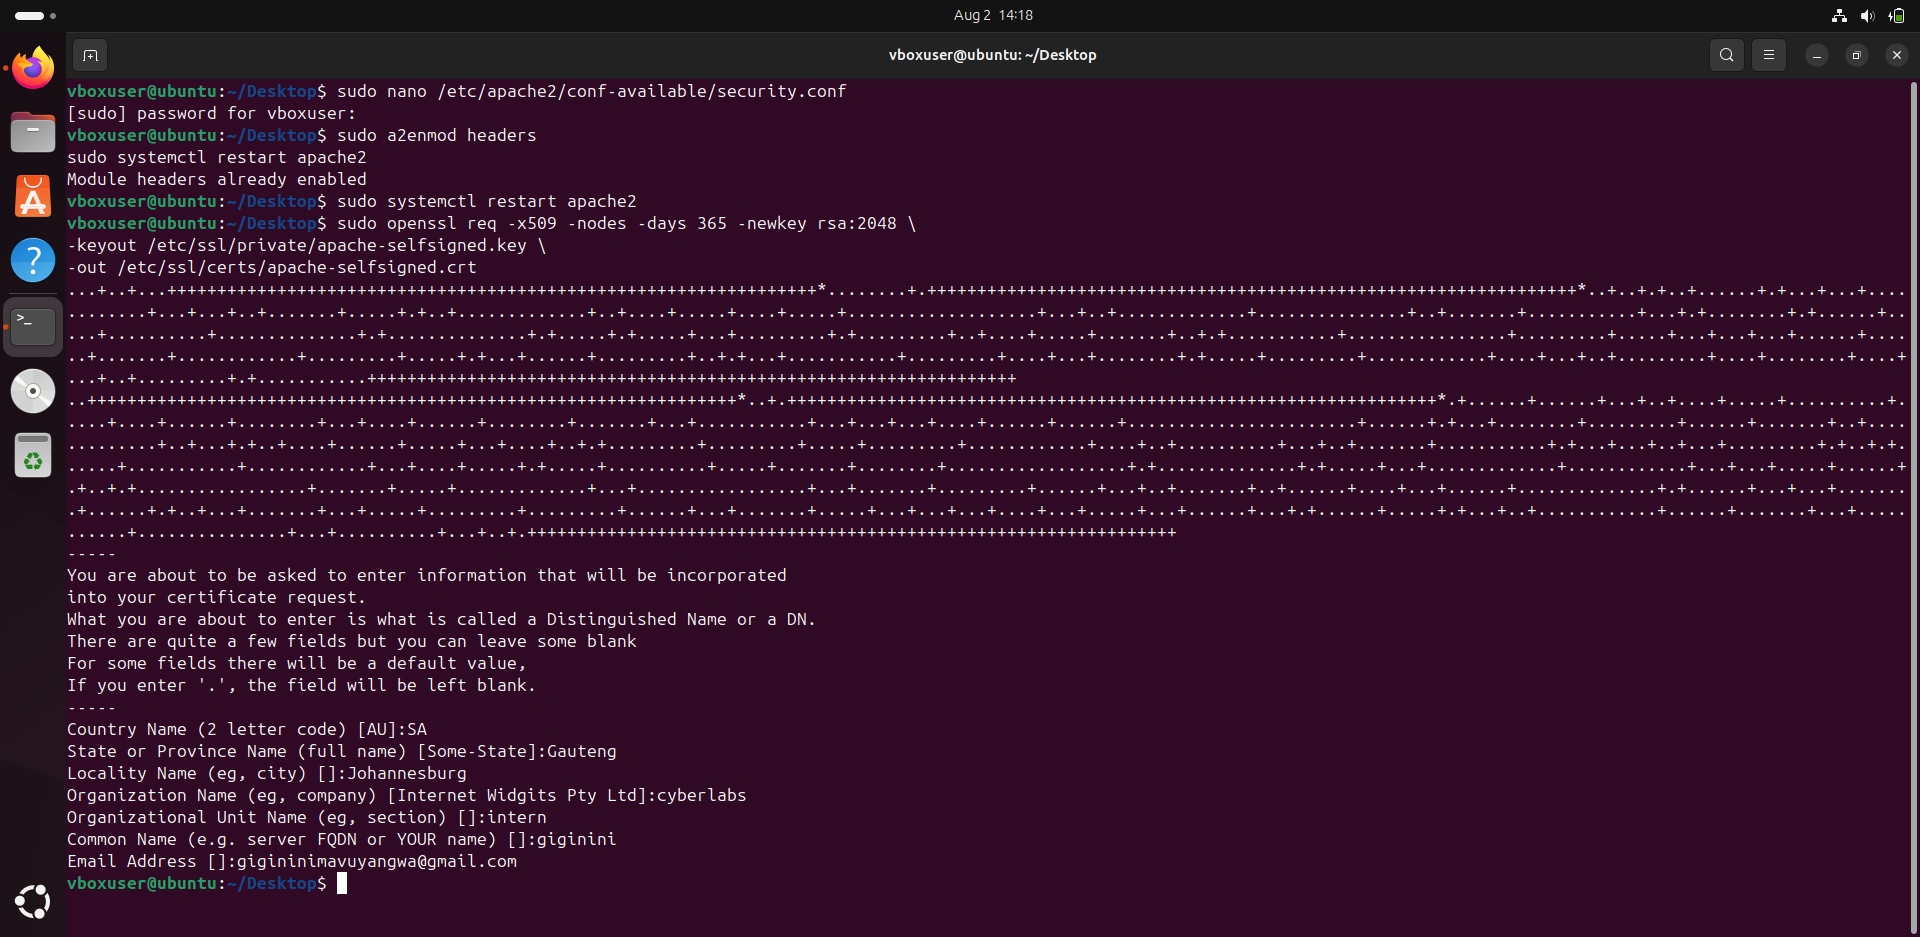 Aug 2 14:18
vboxuser@ubuntu: ~/Desktop
vboxuser@ubuntu:~/Desktop$ sudo nano /etc/apache2/conf-available/security.conf
[sudo] password for vboxuser:
vboxuser@ubuntu:~/Desktop$ sudo a2enmod headers
sudo systemctl restart apache2
Module headers already enabled
vboxuser@ubuntu:~/Desktop$ sudo systemctl restart apache2
vboxuser@ubuntu:~/Desktop$ sudo openssl req -x509 -nodes -days 365 -newkey rsa:2048 \
-keyout /etc/ssl/private/apache-selfsigned.key \
-out /etc/ssl/certs/apache-selfsigned.crt
-----
You are about to be asked to enter information that will be incorporated
into your certificate request.
What you are about to enter is what is called a Distinguished Name or a DN.
There are quite a few fields but you can leave some blank
For some fields there will be a default value,
If you enter '.', the field will be left blank.
-----
Country Name (2 letter code) [AU]:SA
State or Province Name (full name) [Some-State]:Gauteng
Locality Name (eg, city) []:Johannesburg
Organization Name (eg, company) [Internet Widgits Pty Ltd]:cyberlabs
Organizational Unit Name (eg, section) []:intern
Common Name (e.g. server FQDN or YOUR name) []:giginini
Email Address []:gigininimavuyangwa@gmail.com
vboxuser@ubuntu:~/Desktop$